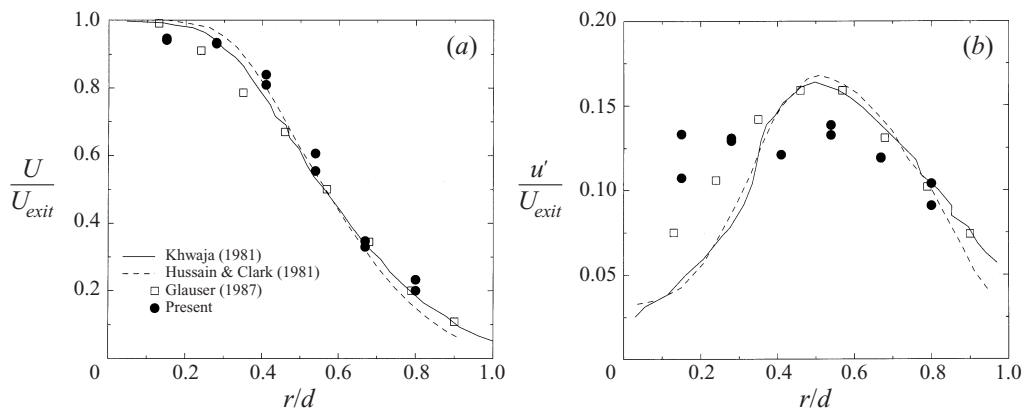 (a)
1.0
0.8
0.6
0.4
0.2
0
0.2
0.4
0.6
0.8
1.0
U
U_exit
r/d
Khwaja (1981)
Hussain & Clark (1981)
Glauser (1987)
Present
(b)
0.20
0.15
0.10
0.05
0
0.2
0.4
0.6
0.8
1.0
u'
U_exit
r/d